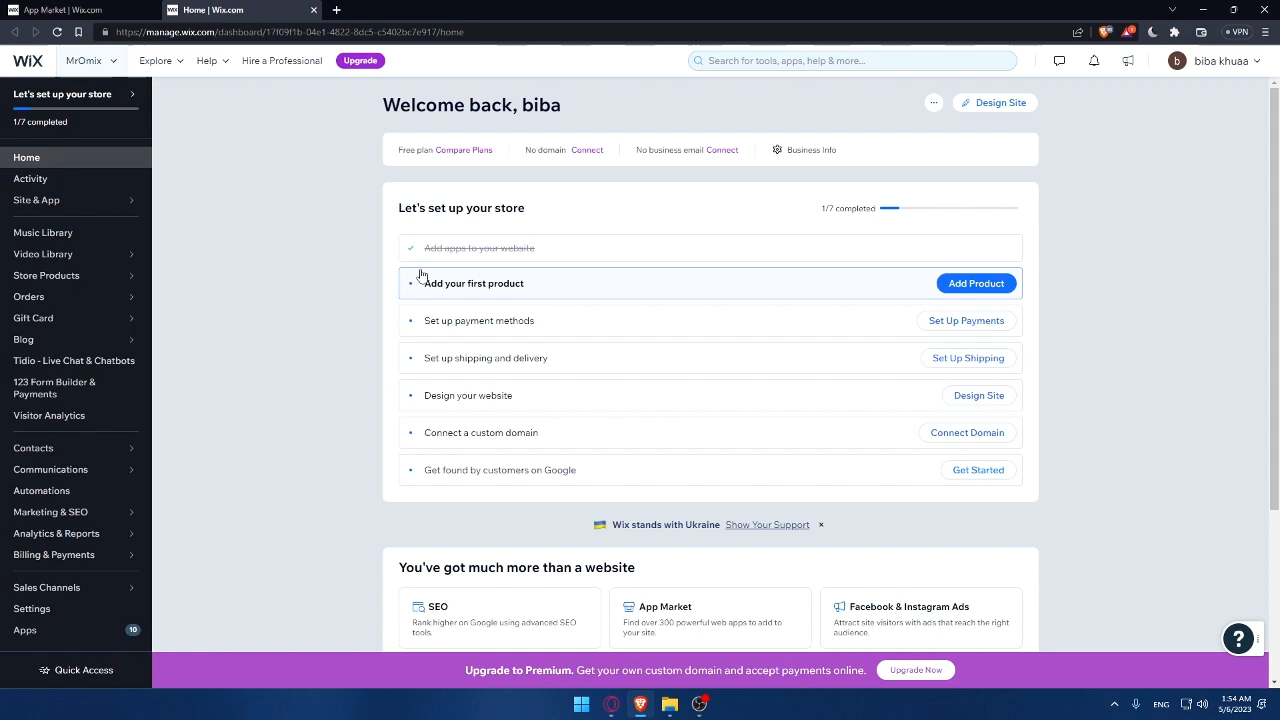 App Market | Wix.com
Home | Wix.com
https://manage.wix.com/dashboard/17f09f1b-04e1-4822-8dc5-c5402bc7e917/home
VPN
WiX
MrOmix
Explore
Help
Hire a Professional
Upgrade
Search for tools, apps, help & more...
b
biba khuaa
Let's set up your store
1/7 completed
Home
Activity
Site & App
Music Library
Video Library
Store Products
Orders
Gift Card
Blog
Tidio - Live Chat & Chatbots
123 Form Builder &
Payments
Visitor Analytics
Contacts
Communications
Automations
Marketing & SEO
Analytics & Reports
Billing & Payments
Sales Channels
Settings
Apps
10
Quick Access
Welcome back, biba
Design Site
Free plan Compare Plans
No domain Connect
No business email Connect
Business Info
Let's set up your store
1/7 completed
Add apps to your website
Add your first product
Add Product
Set up payment methods
Set Up Payments
Set up shipping and delivery
Set Up Shipping
Design your website
Design Site
Connect a custom domain
Connect Domain
Get found by customers on Google
Get Started
Wix stands with Ukraine Show Your Support
You've got much more than a website
SEO
Rank higher on Google using advanced SEO
tools.
App Market
Find over 300 powerful web apps to add to
your site.
Facebook & Instagram Ads
Attract site visitors with ads that reach the right
audience.
?
Upgrade to Premium. Get your own custom domain and accept payments online.
Upgrade Now
ENG
1:54 AM
5/6/2023